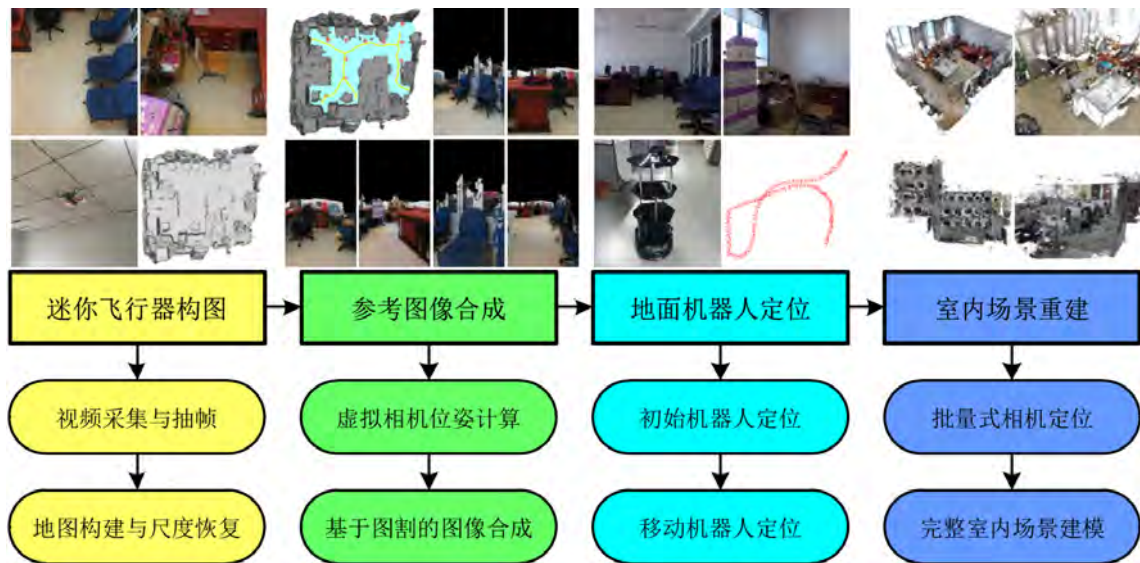 迷你飞行器构图
参考图像合成
地面机器人定位
室内场景重建
视频采集与抽帧
虚拟相机位姿计算
初始机器人定位
批量式相机定位
地图构建与尺度恢复
基于图割的图像合成
移动机器人定位
完整室内场景建模